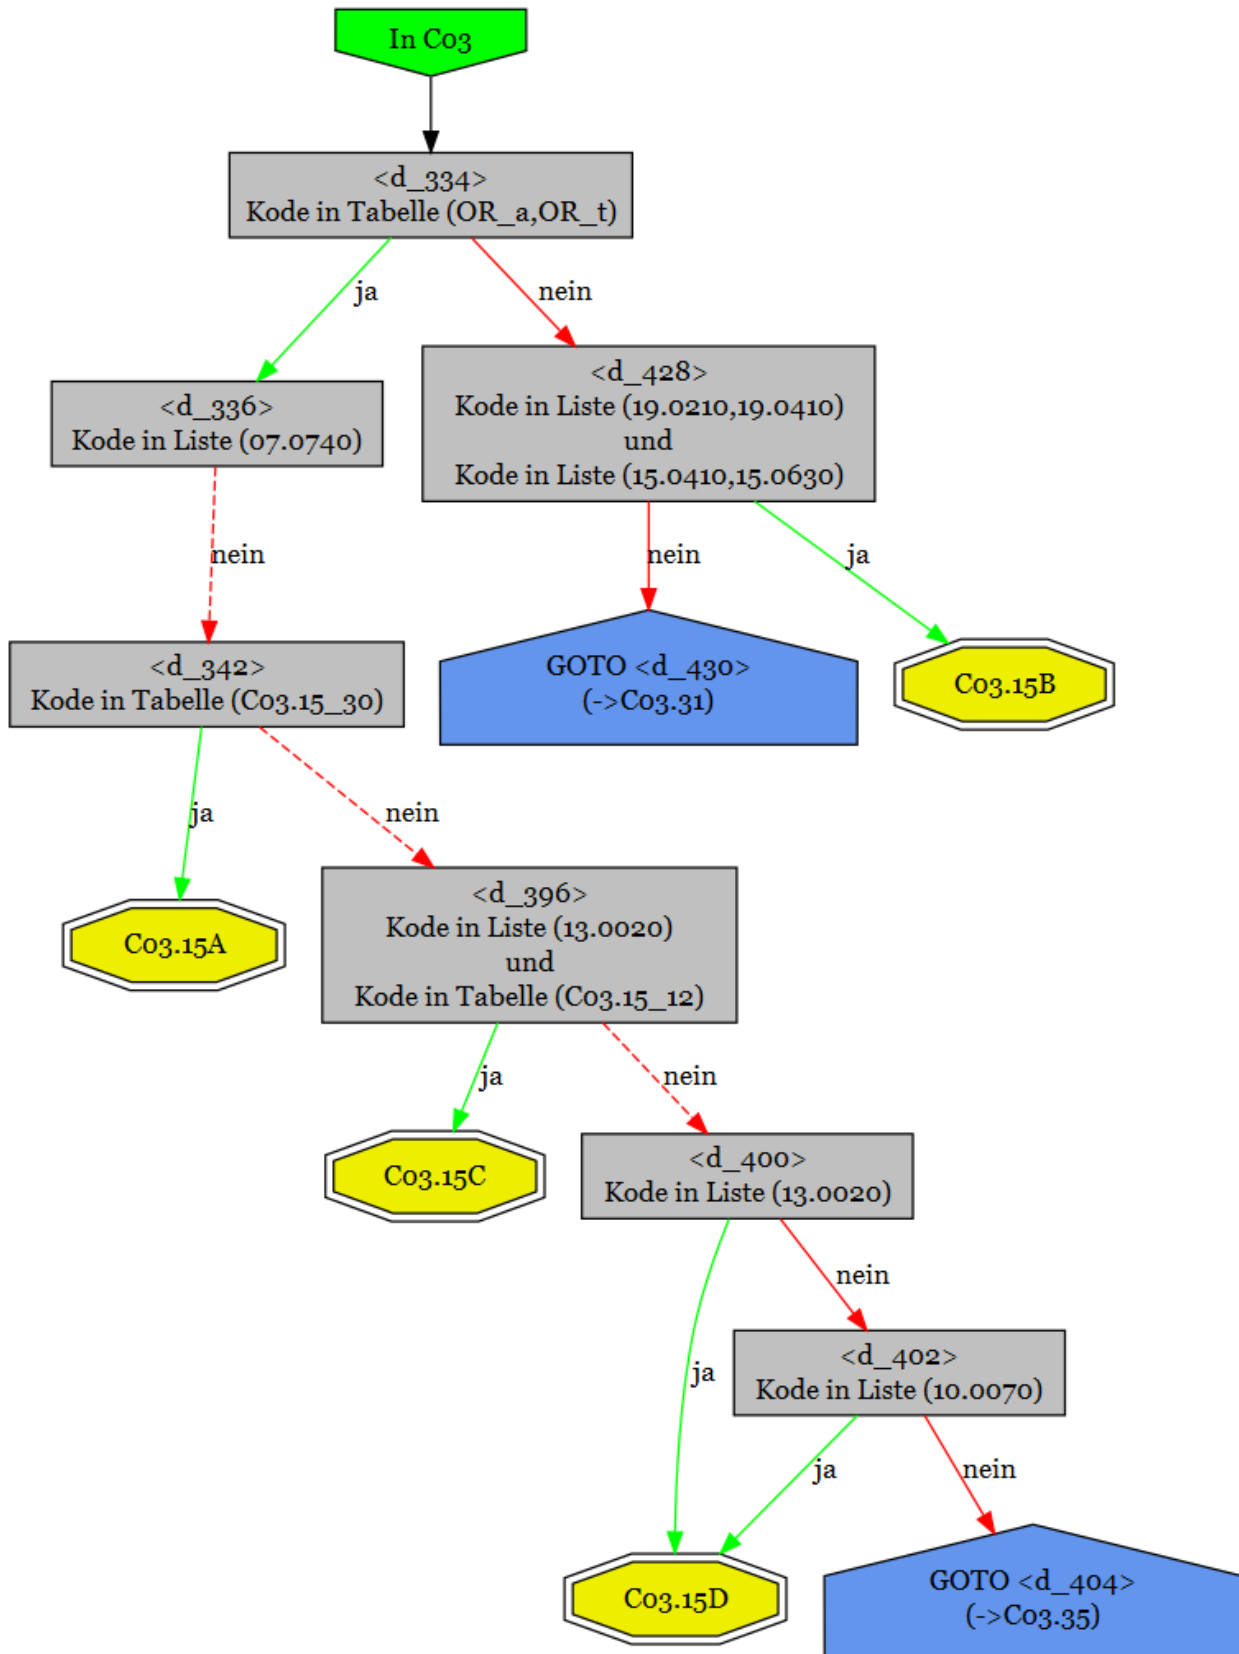 In C03
<d_334>
Kode in Tabelle (OR_a,OR_t)
ja
nein
<d_336>
Kode in Liste (07.0740)
<d_428>
Kode in Liste (19.0210,19.0410)
und
Kode in Liste (15.0410,15.0630)
nein
nein
ja
<d_342>
Kode in Tabelle (C03.15_30)
GOTO <d_430>
(->C03.31)
C03.15B
ja
nein
<d_396>
Kode in Liste (13.0020)
und
Kode in Tabelle (C03.15_12)
C03.15A
ja
nein
C03.15C
<d_400>
Kode in Liste (13.0020)
nein
ja
<d_402>
Kode in Liste (10.0070)
ja
nein
C03.15D
GOTO <d_404>
(->C03.35)